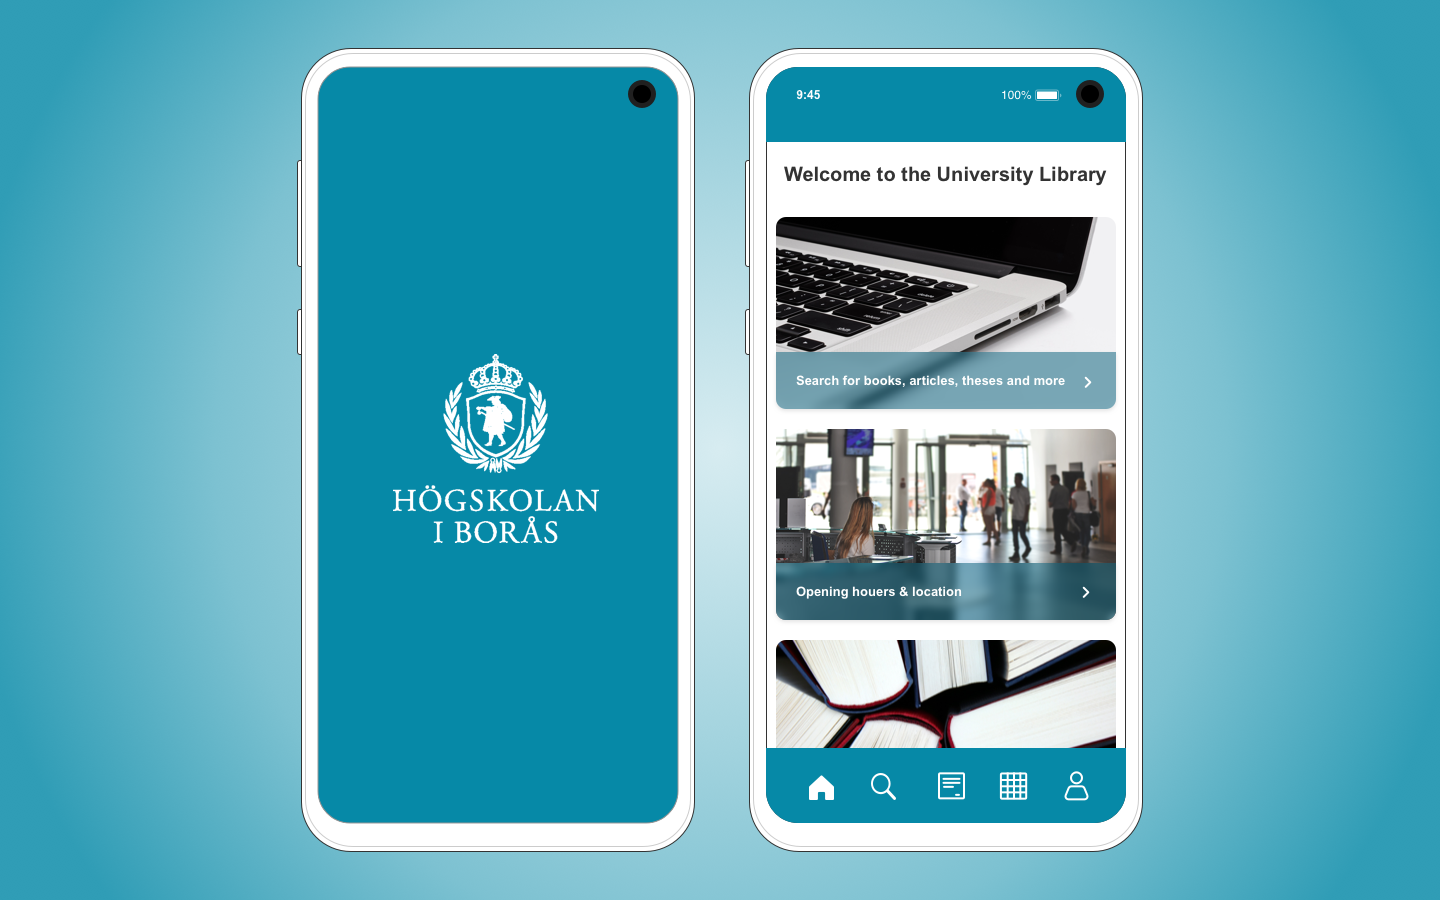 HÖGSKOLAN
I BORÅS
9:45
100%
Welcome to the University Library
Search for books, articles, theses and more
Opening houers & location